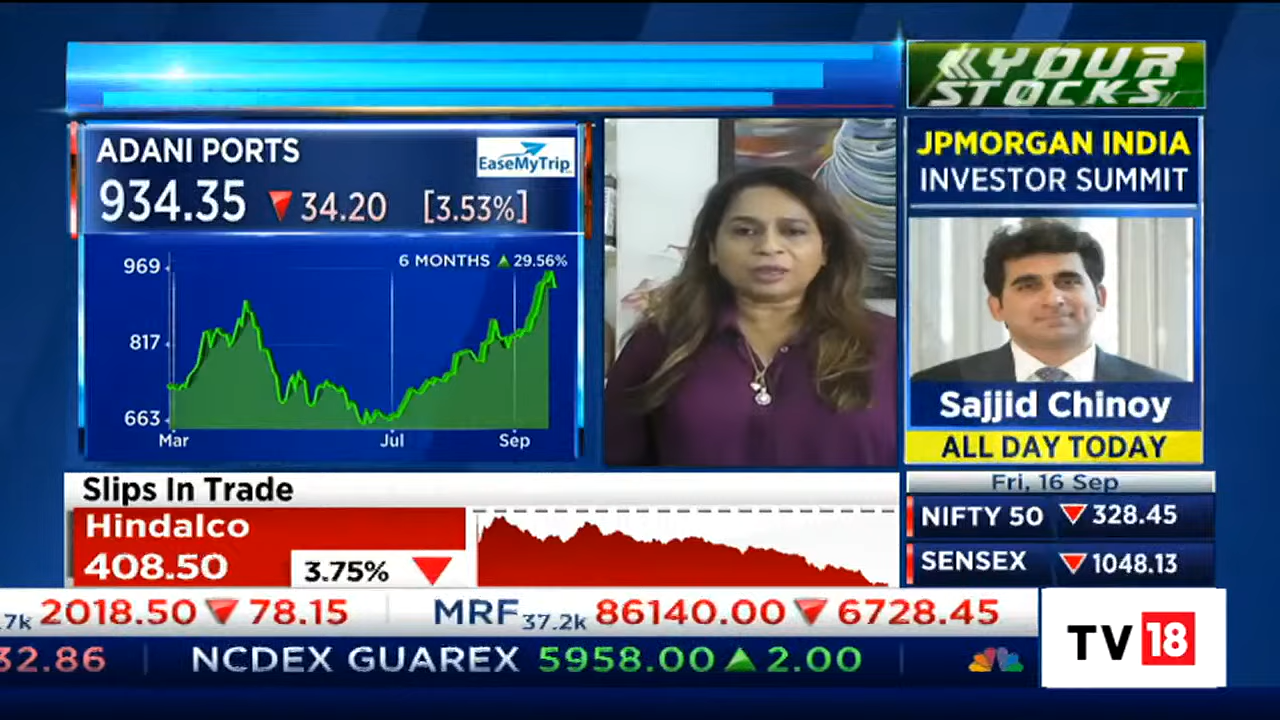 YOUR
STOCKS
ADANI PORTS
EaseMyTrip
934.35 ▼ 34.20 [3.53%]
6 MONTHS ▲ 29.56%
969
817
663
Mar Jul Sep
JPMORGAN INDIA
INVESTOR SUMMIT
Sajjid Chinoy
ALL DAY TODAY
Slips In Trade
Hindalco
408.50 3.75% ▼
Fri, 16 Sep
NIFTY 50 ▼ 328.45
SENSEX ▼ 1048.13
7k 2018.50 ▼ 78.15 MRF 37.2k 86140.00 ▼ 6728.45
32.86 NCDEX GUAREX 5958.00 ▲ 2.00
TV 18